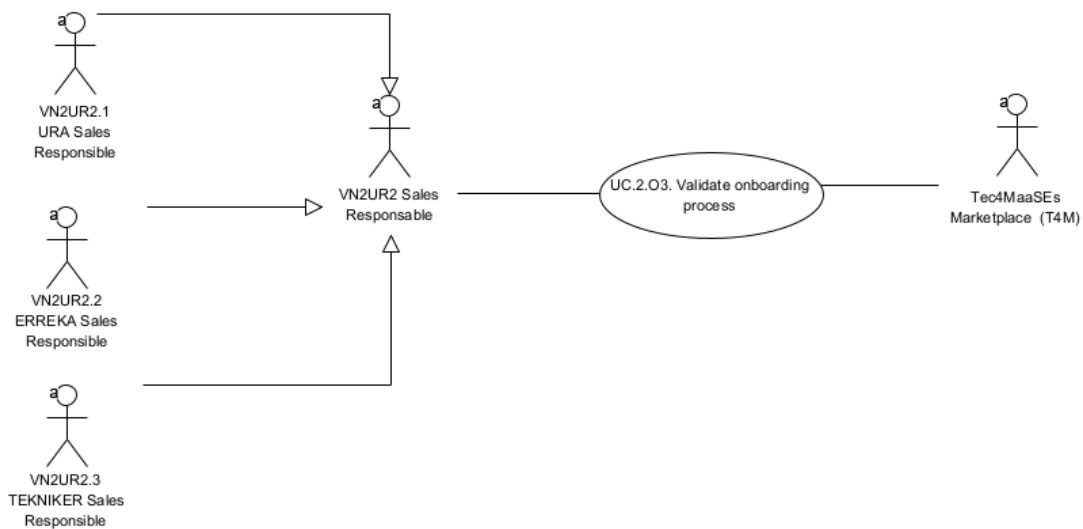 a
VN2UR2.1
URA Sales
Responsible
a
VN2UR2 Sales
Responsable
UC.2.O3. Validate onboarding
process
a
Tec4MaaSEs
Marketplace (T4M)
a
VN2UR2.2
ERREKA Sales
Responsible
a
VN2UR2.3
TEKNIKER Sales
Responsible